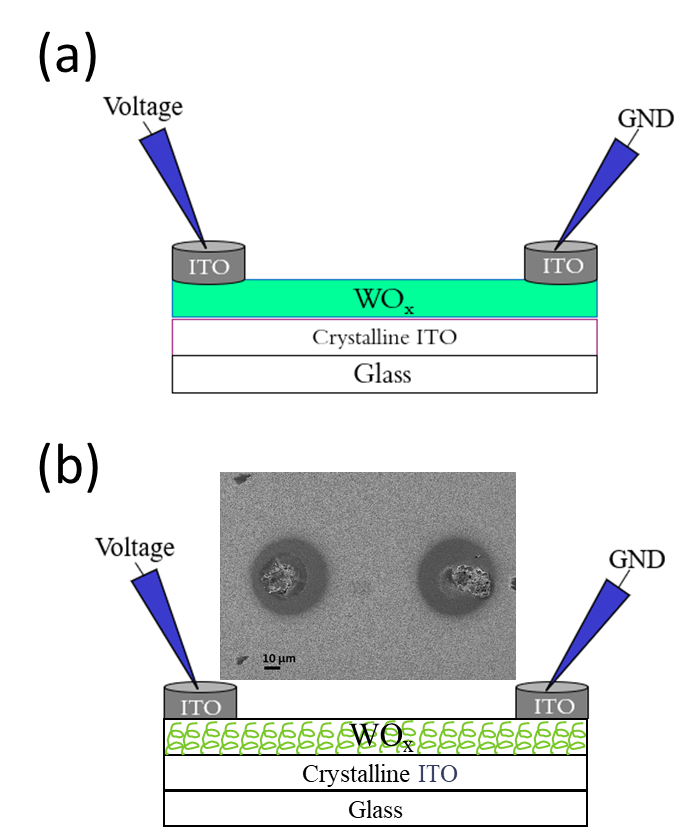 (a)
Voltage
GND
ITO
ITO
WOx
Crystalline ITO
Glass
(b)
Voltage
GND
10 μm
ITO
ITO
WOx
Crystalline ITO
Glass